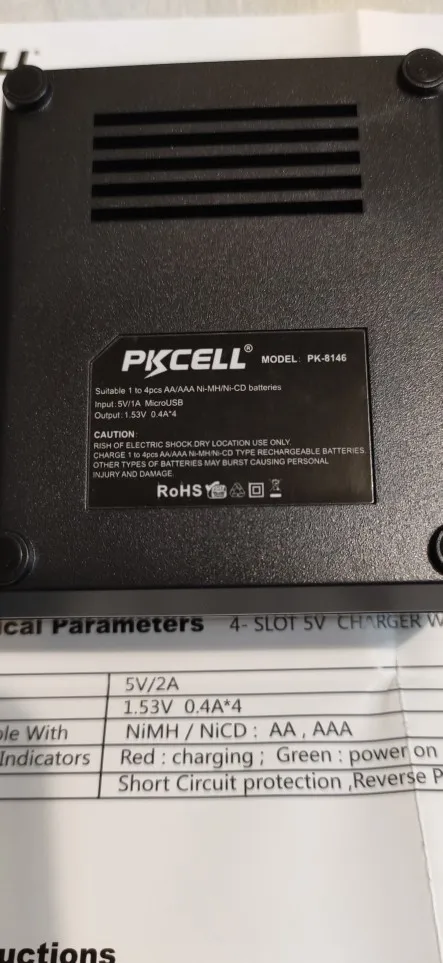 PKCELL® MODEL: PK-8146
Suitable 1 to 4pcs AA/AAA Ni-MH/Ni-CD batteries
Input: 5V/1A MicroUSB
Output: 1.53V 0.4A*4
CAUTION:
RISH OF ELECTRIC SHOCK.DRY LOCATION USE ONLY.
CHARGE 1 to 4pcs AA/AAA Ni-MH/Ni-CD TYPE RECHARGEABLE BATTERIES.
OTHER TYPES OF BATTERIES MAY BURST CAUSING PERSONAL
INJURY AND DAMAGE.
RoHS
ical Parameters 4- SLOT 5V CHARGER W
5V/2A
1.53V 0.4A*4
ble With NiMH / NiCD : AA , AAA
Indicators Red : charging ; Green : power on
Short Circuit protection ,Reverse P
uctions